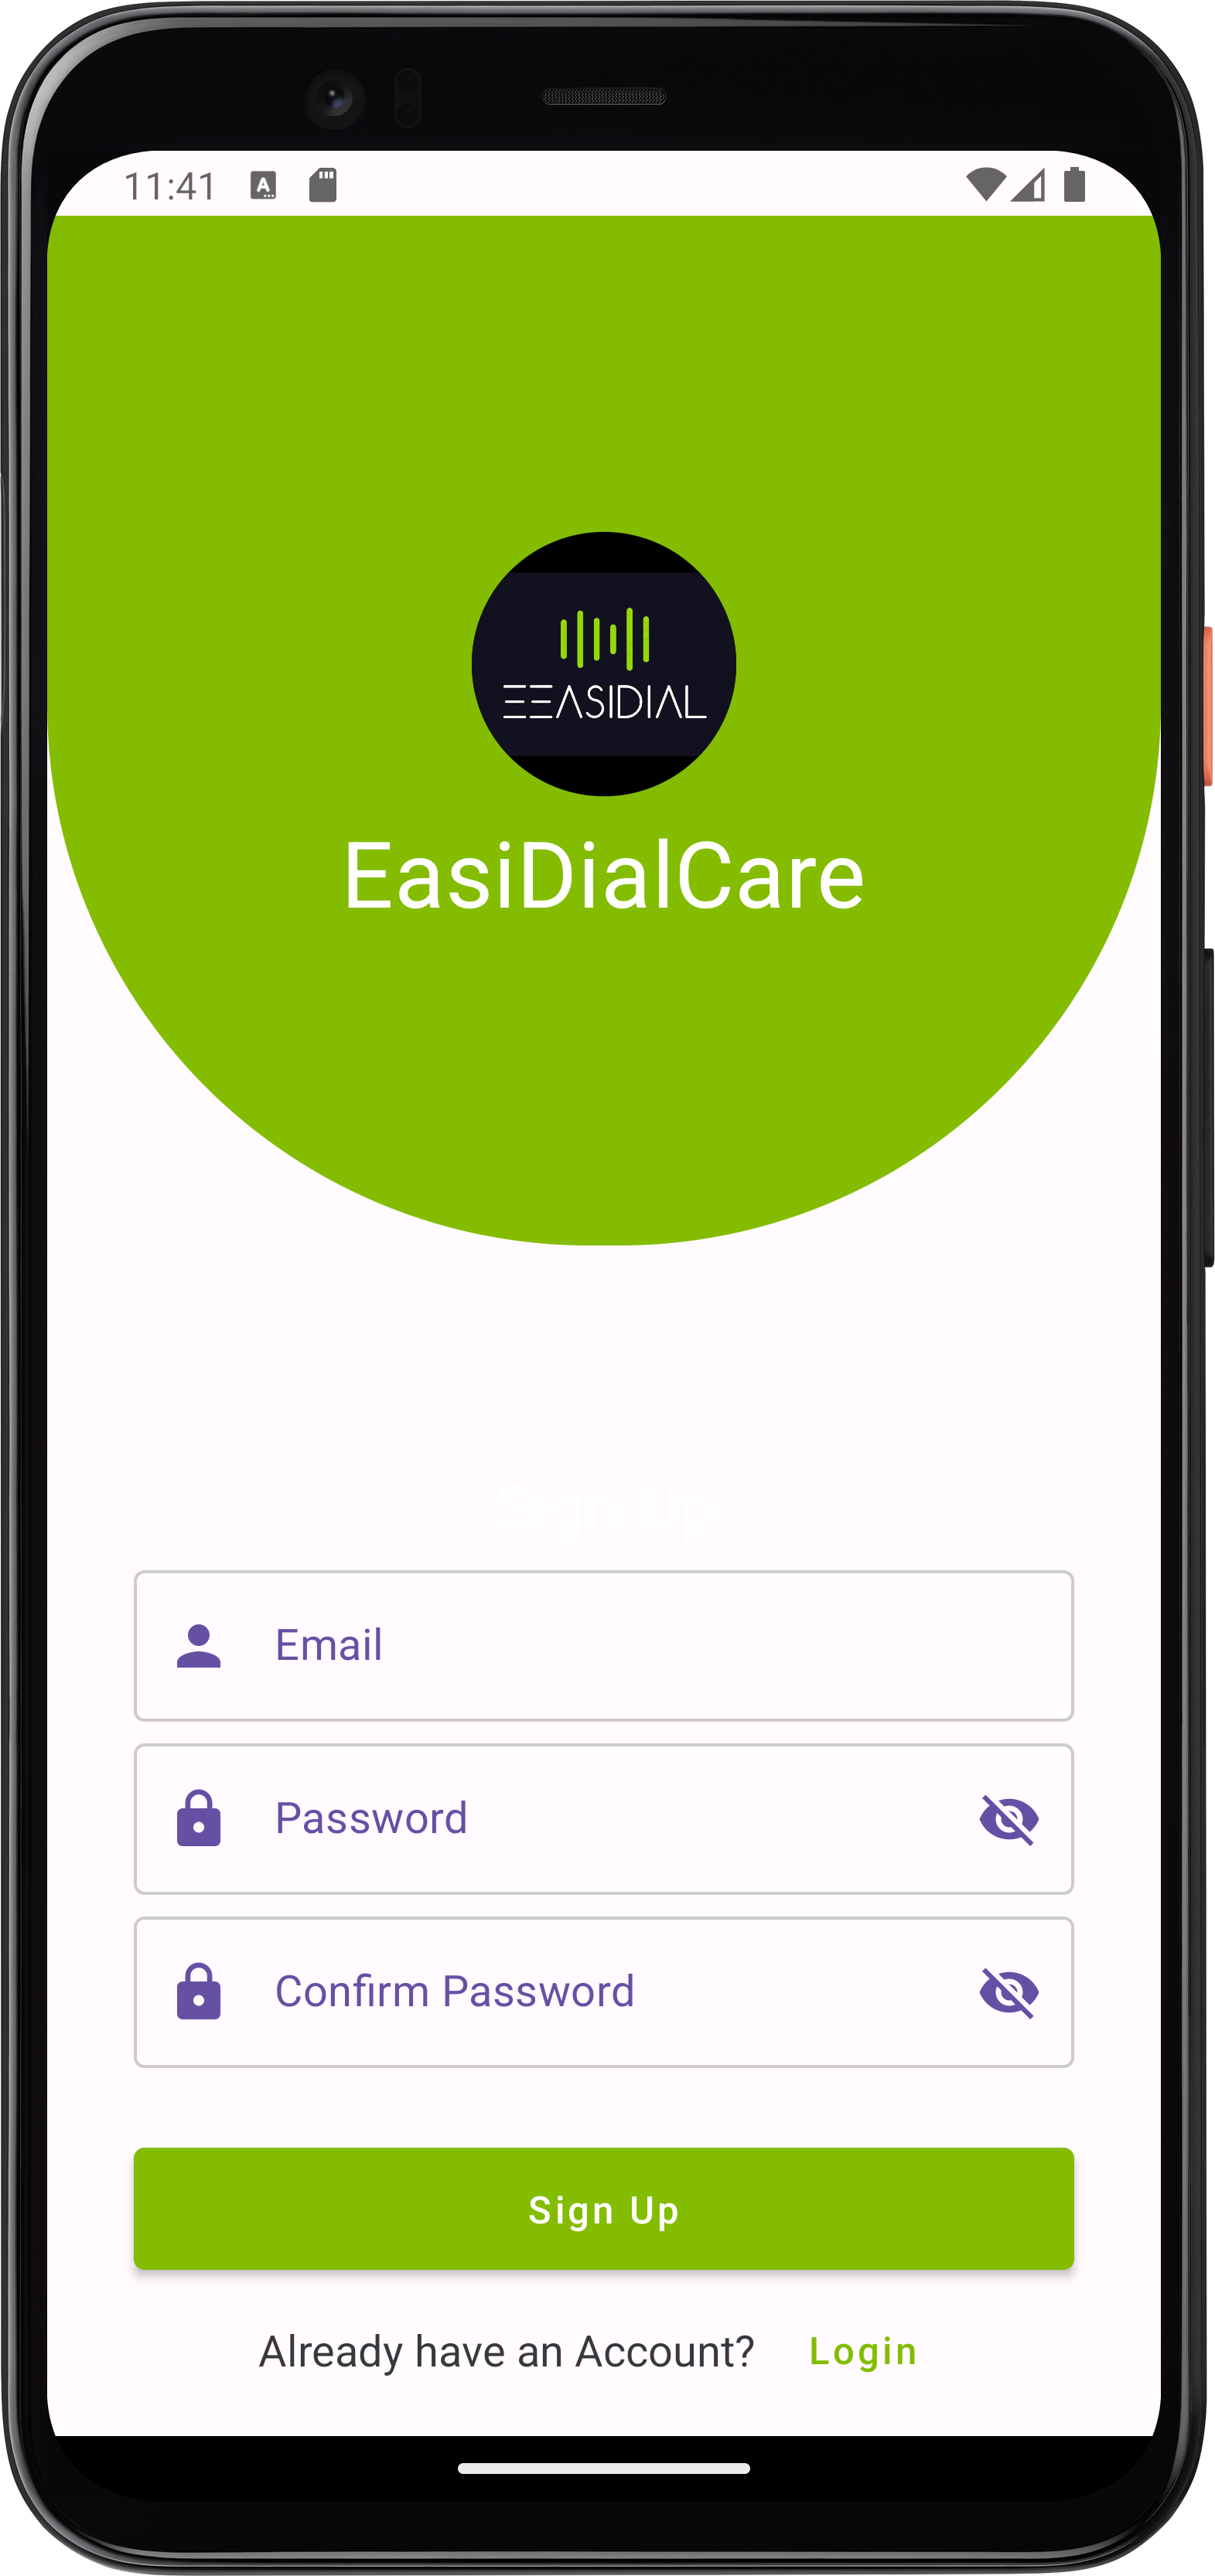 11:41
EEASIDIAL
EasiDialCare
Sign Up
Email
Password
Confirm Password
Sign Up
Already have an Account? Login